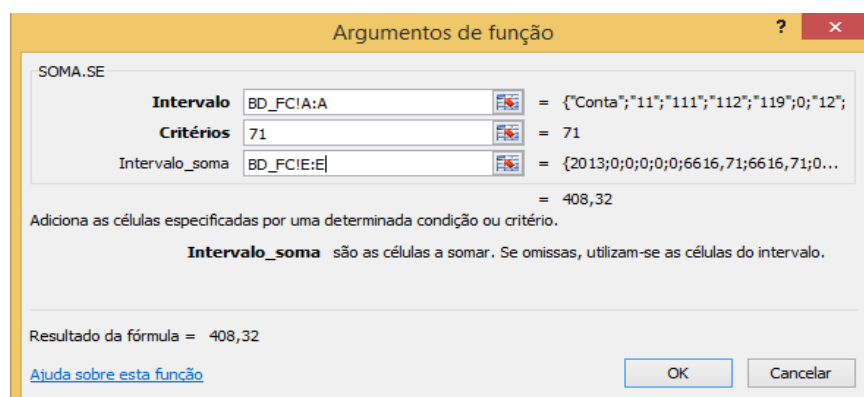 Argumentos de função ? ×
SOMA.SE
Intervalo BD_FC!A:A = {"Conta";"11";"111";"112";"119";0;"12";
Critérios 71 = 71
Intervalo_soma BD_FC!E:E = {2013;0;0;0;0;0;6616,71;6616,71;0...
= 408,32
Adiciona as células especificadas por uma determinada condição ou critério.
Intervalo_soma são as células a somar. Se omissas, utilizam-se as células do intervalo.
Resultado da fórmula = 408,32
Ajuda sobre esta função OK Cancelar